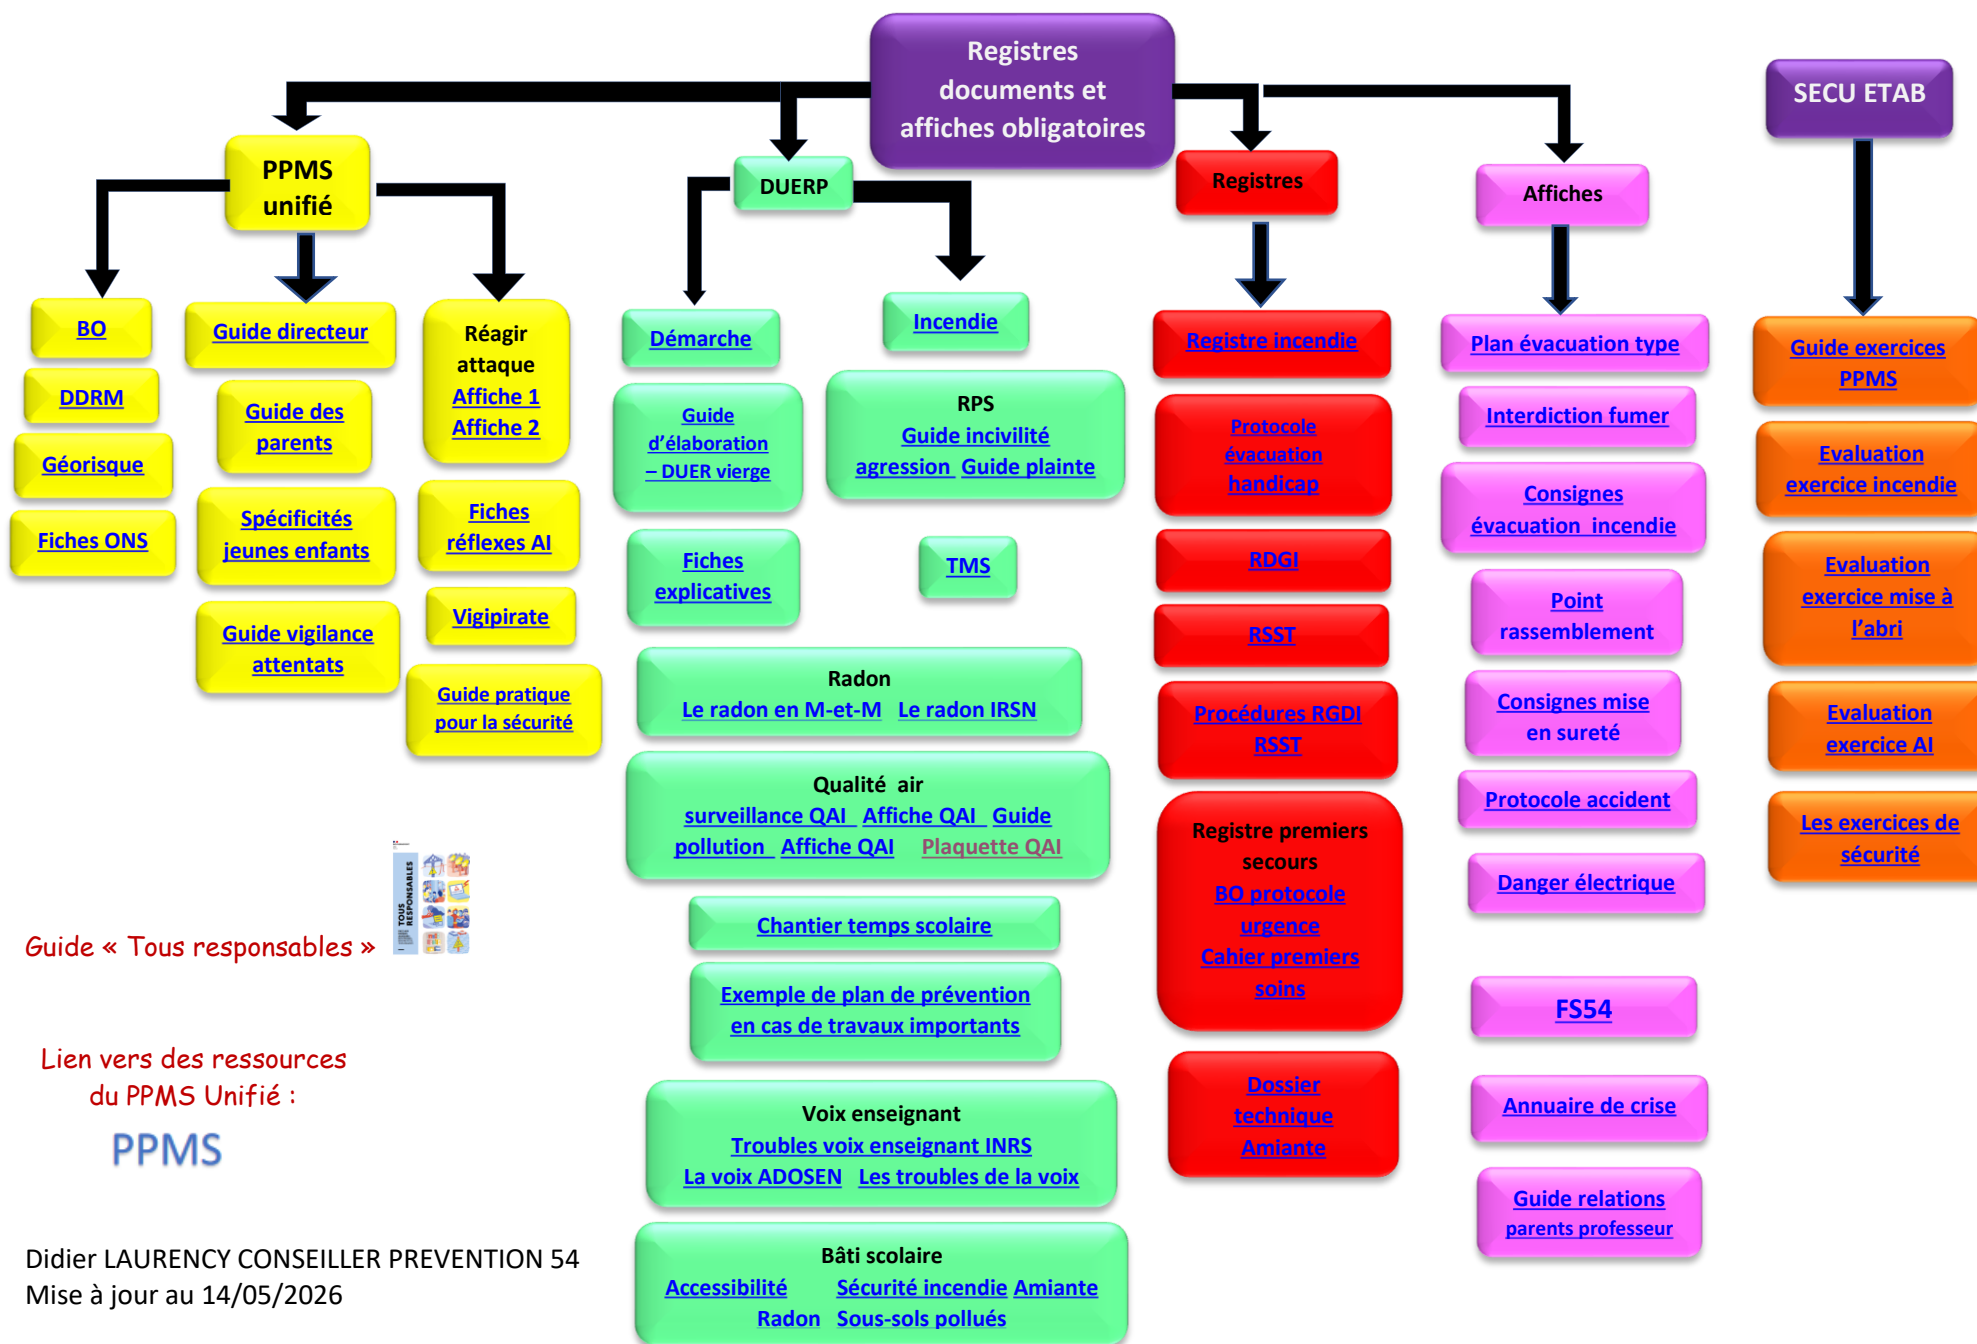 Registres
documents et
affiches obligatoires
SECU ETAB
PPMS
unifié
DUERP
Registres
Affiches
BO
DDRM
Géorisque
Fiches ONS
Guide directeur
Guide des
parents
Spécificités
jeunes enfants
Guide vigilance
attentats
Réagir
attaque
Affiche 1
Affiche 2
Fiches
réflexes AI
Vigipirate
Guide pratique
pour la sécurité
Démarche
Guide
d’élaboration
– DUER vierge
Fiches
explicatives
Incendie
RPS
Guide incivilité
agression Guide plainte
TMS
Radon
Le radon en M-et-M Le radon IRSN
Qualité air
surveillance QAI Affiche QAI Guide
pollution Affiche QAI Plaquette QAI
Chantier temps scolaire
Exemple de plan de prévention
en cas de travaux importants
Voix enseignant
Troubles voix enseignant INRS
La voix ADOSEN Les troubles de la voix
Bâti scolaire
Accessibilité Sécurité incendie Amiante
Radon Sous-sols pollués
Registre incendie
Protocole
évacuation
handicap
RDGI
RSST
Procédures RGDI
RSST
Registre premiers
secours
BO protocole
urgence
Cahier premiers
soins
Dossier
technique
Amiante
Plan évacuation type
Interdiction fumer
Consignes
évacuation incendie
Point
rassemblement
Consignes mise
en sureté
Protocole accident
Danger électrique
FS54
Annuaire de crise
Guide relations
parents professeur
Guide exercices
PPMS
Evaluation
exercice incendie
Evaluation
exercice mise à
l’abri
Evaluation
exercice AI
Les exercices de
sécurité
Guide « Tous responsables »
TOUS
RESPONSABLES
Lien vers des ressources
du PPMS Unifié :
PPMS
Didier LAURENCY CONSEILLER PREVENTION 54
Mise à jour au 14/05/2026